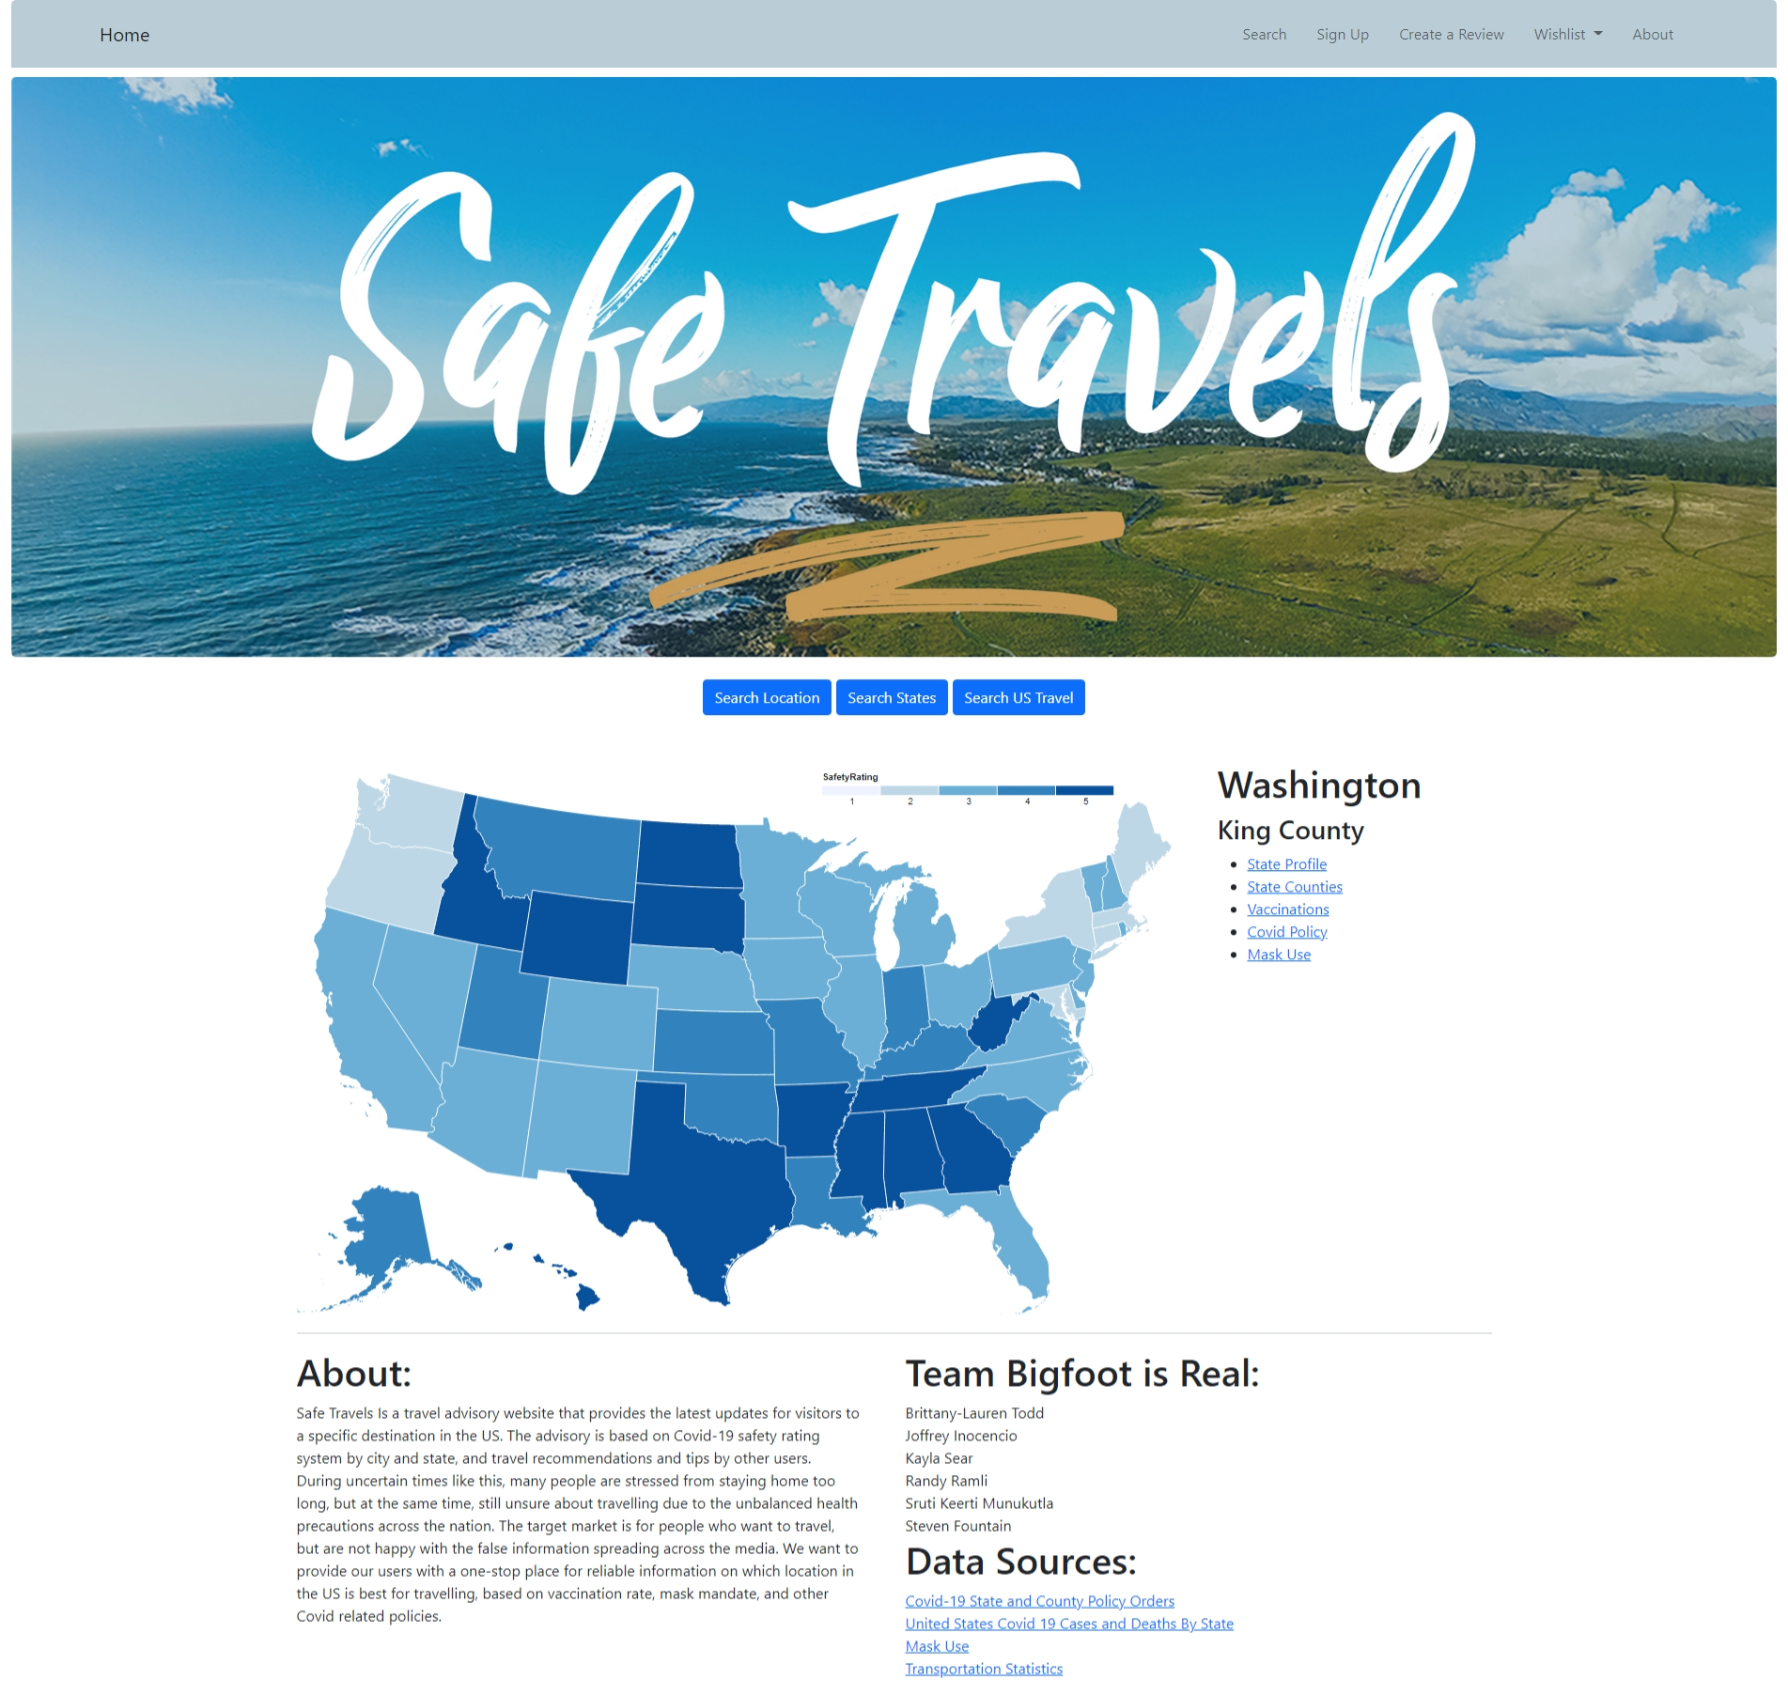 Home
Search
Sign Up
Create a Review
Wishlist
About
Safe Travels
Search Location
Search States
Search US Travel
SafetyRating
1 2 3 4 5
Washington
King County
State Profile
State Counties
Vaccinations
Covid Policy
Mask Use
About:
Safe Travels Is a travel advisory website that provides the latest updates for visitors to
a specific destination in the US. The advisory is based on Covid-19 safety rating
system by city and state, and travel recommendations and tips by other users.
During uncertain times like this, many people are stressed from staying home too
long, but at the same time, still unsure about travelling due to the unbalanced health
precautions across the nation. The target market is for people who want to travel,
but are not happy with the false information spreading across the media. We want to
provide our users with a one-stop place for reliable information on which location in
the US is best for travelling, based on vaccination rate, mask mandate, and other
Covid related policies.
Team Bigfoot is Real:
Brittany-Lauren Todd
Joffrey Inocencio
Kayla Sear
Randy Ramli
Sruti Keerti Munukutla
Steven Fountain
Data Sources:
Covid-19 State and County Policy Orders
United States Covid 19 Cases and Deaths By State
Mask Use
Transportation Statistics